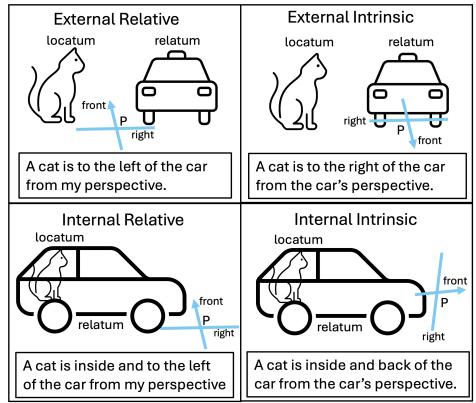 External Relative
locatum
relatum
front
P
right
A cat is to the left of the car
from my perspective.
External Intrinsic
locatum
relatum
right
P
front
A cat is to the right of the car
from the car's perspective.
Internal Relative
locatum
front
relatum
P
right
A cat is inside and to the left
of the car from my perspective
Internal Intrinsic
locatum
front
P
relatum
right
A cat is inside and back of the
car from the car's perspective.